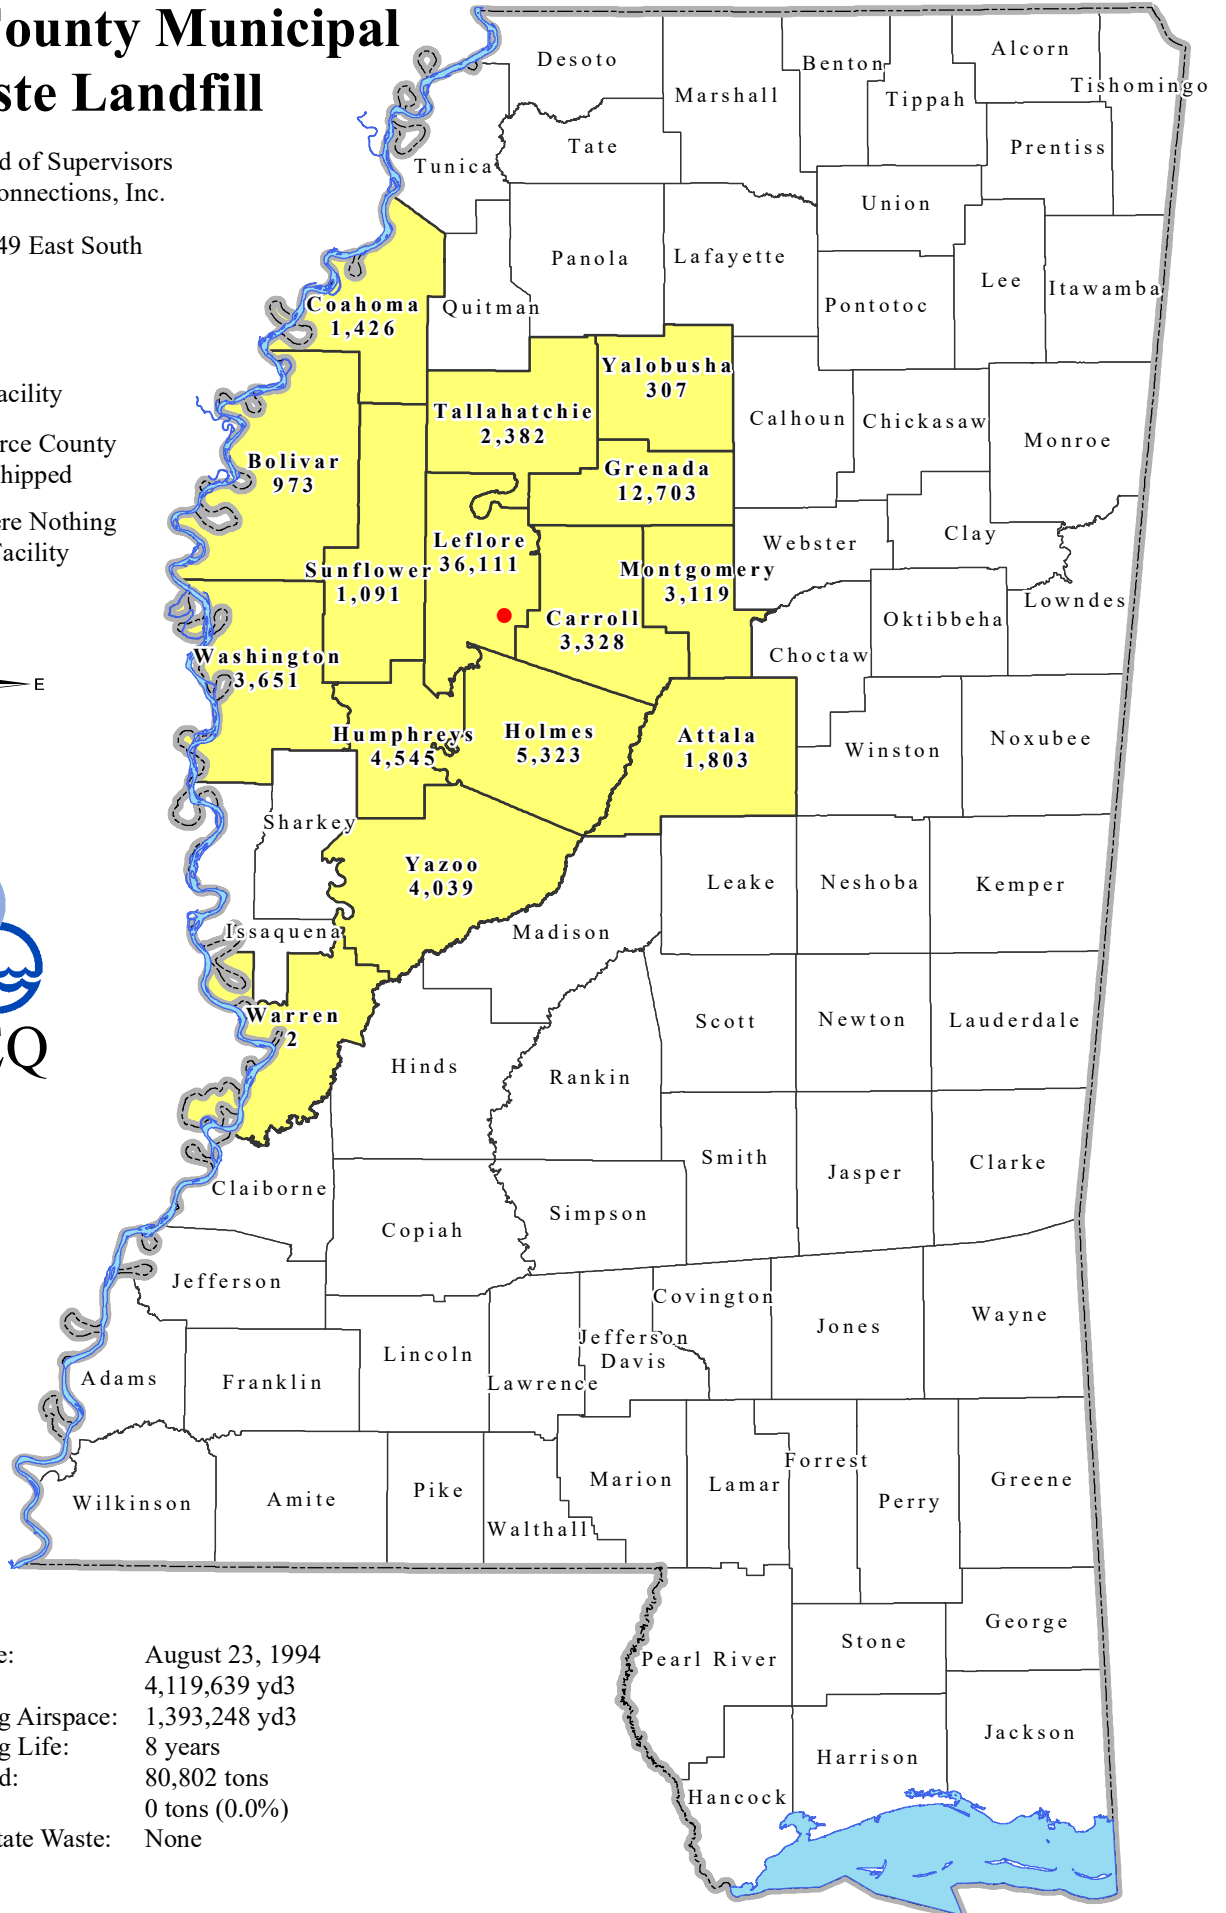 County Municipal
ste Landfill
d of Supervisors
onnections, Inc.
49 East South
acility
rce County
hipped
ere Nothing
Facility
E
CQ
Desoto
Marshall
Benton
Tippah
Alcorn
Tishomingo
Tate
Tunica
Prentiss
Union
Panola
Lafayette
Lee
Itawamba
Pontotoc
Quitman
Coahoma
1,426
Yalobusha
307
Tallahatchie
2,382
Calhoun
Chickasaw
Monroe
Bolivar
973
Grenada
12,703
Leflore
36,111
Webster
Clay
Sunflower
1,091
Montgomery
3,119
Lowndes
Carroll
3,328
Oktibbeha
Choctaw
Washington
3,651
Humphreys
4,545
Holmes
5,323
Attala
1,803
Winston
Noxubee
Sharkey
Yazoo
4,039
Leake
Neshoba
Kemper
Issaquena
Madison
Warren
2
Scott
Newton
Lauderdale
Hinds
Rankin
Smith
Jasper
Clarke
Claiborne
Copiah
Simpson
Jefferson
Covington
Jones
Wayne
Jefferson
Davis
Lincoln
Lawrence
Adams
Franklin
Forrest
Marion
Lamar
Greene
Wilkinson
Amite
Pike
Perry
Walthall
George
Stone
Pearl River
Jackson
Harrison
Hancock
e: August 23, 1994
4,119,639 yd3
g Airspace: 1,393,248 yd3
g Life: 8 years
d: 80,802 tons
0 tons (0.0%)
tate Waste: None